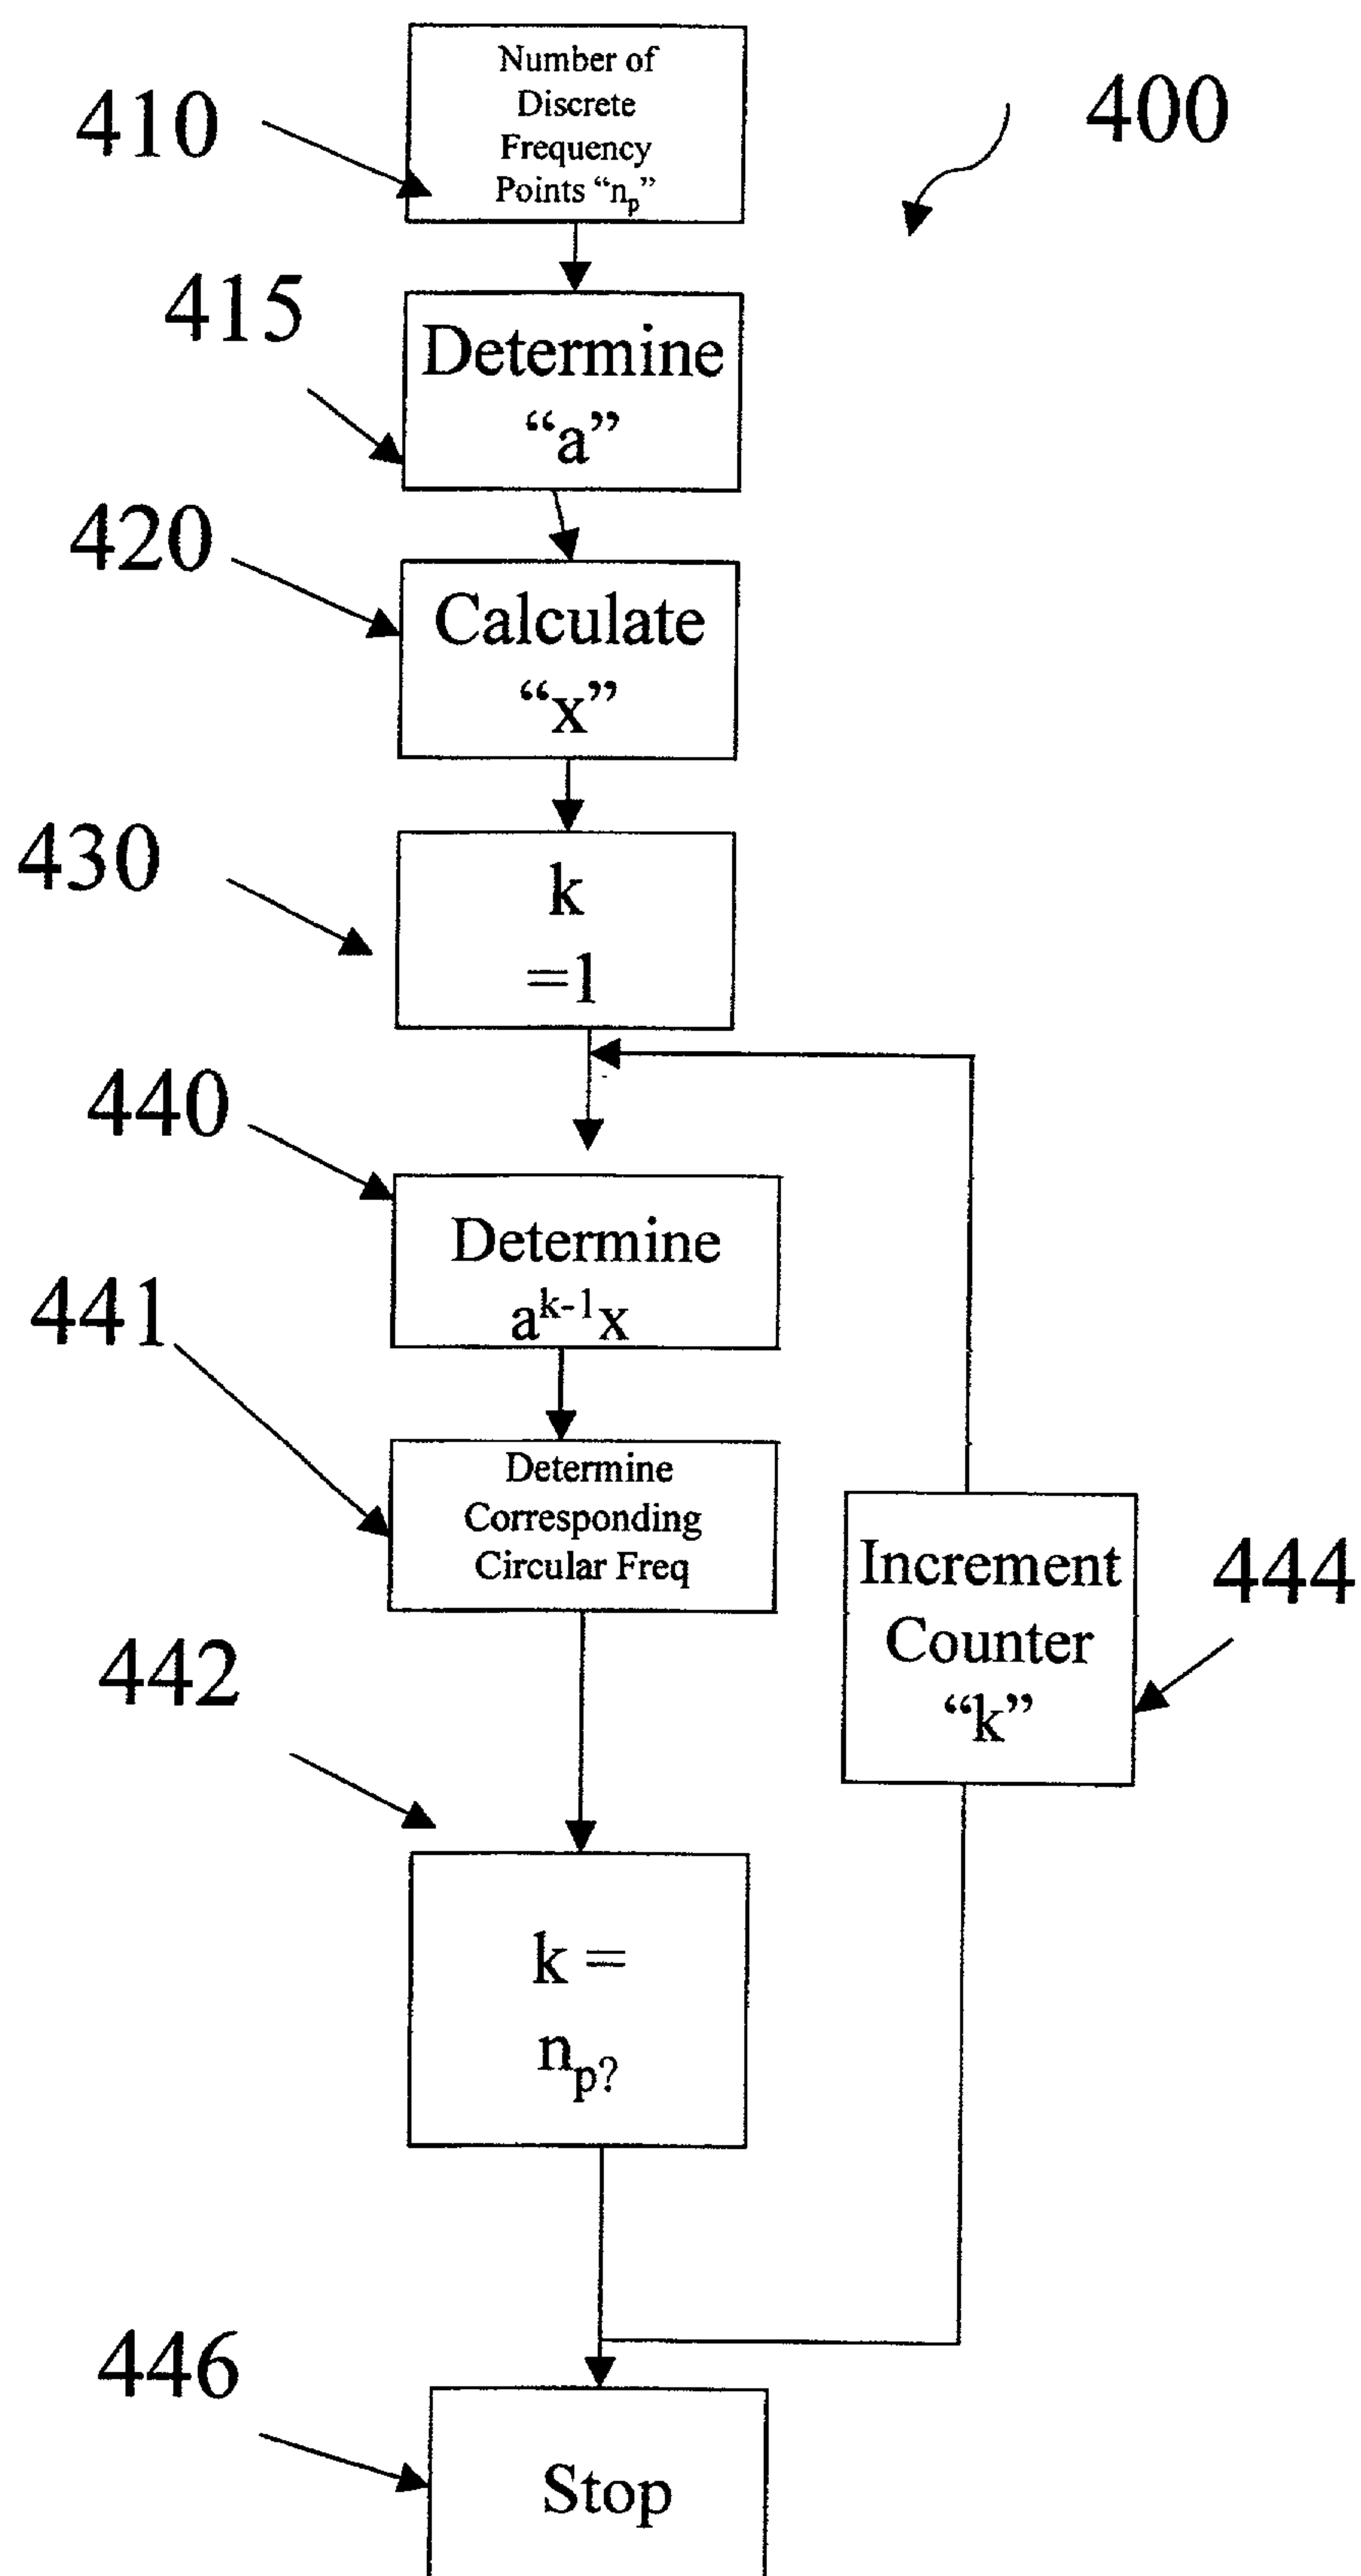 410
Number of
Discrete
Frequency
Points “nₚ”
400
415
Determine
“a”
420
Calculate
“x”
430
k
=1
440
Determine
aᵏ⁻¹x
441
Determine
Corresponding
Circular Freq
Increment
Counter
“k”
444
442
k =
nₚ?
446
Stop